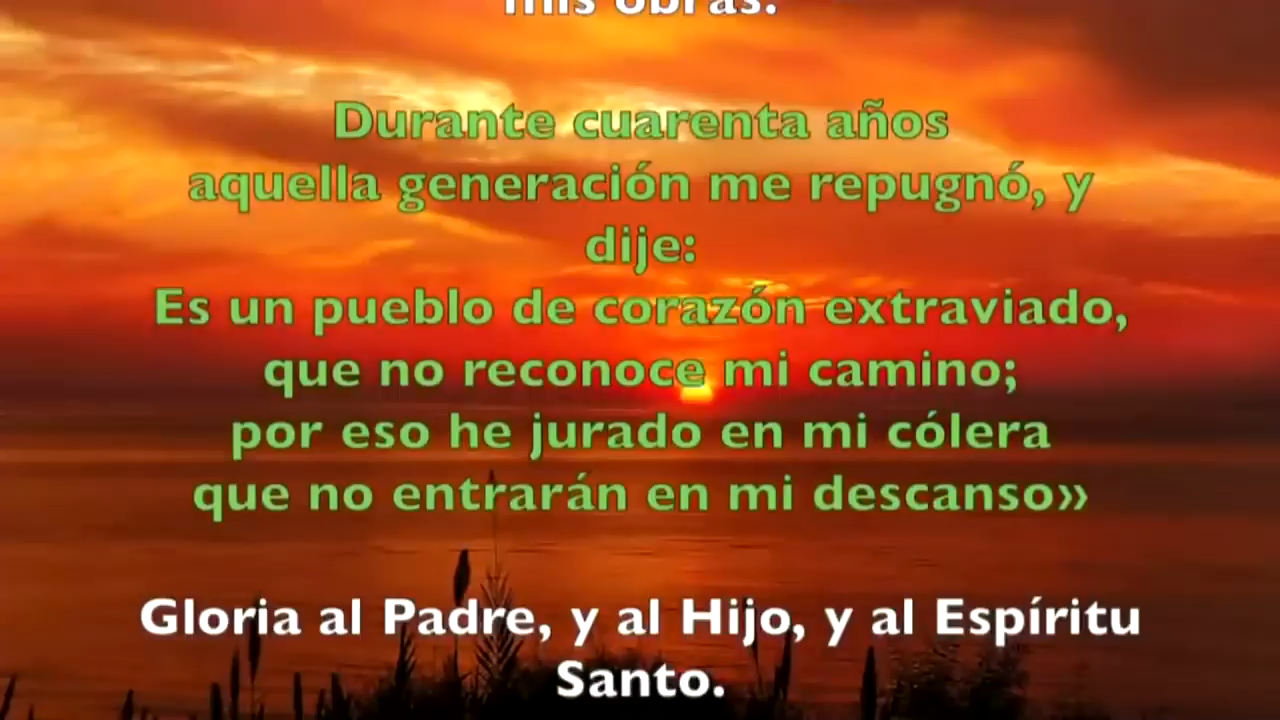 mis obras.
Durante cuarenta años
aquella generación me repugnó, y
dije:
Es un pueblo de corazón extraviado,
que no reconoce mi camino;
por eso he jurado en mi cólera
que no entrarán en mi descanso»
Gloria al Padre, y al Hijo, y al Espíritu
Santo.